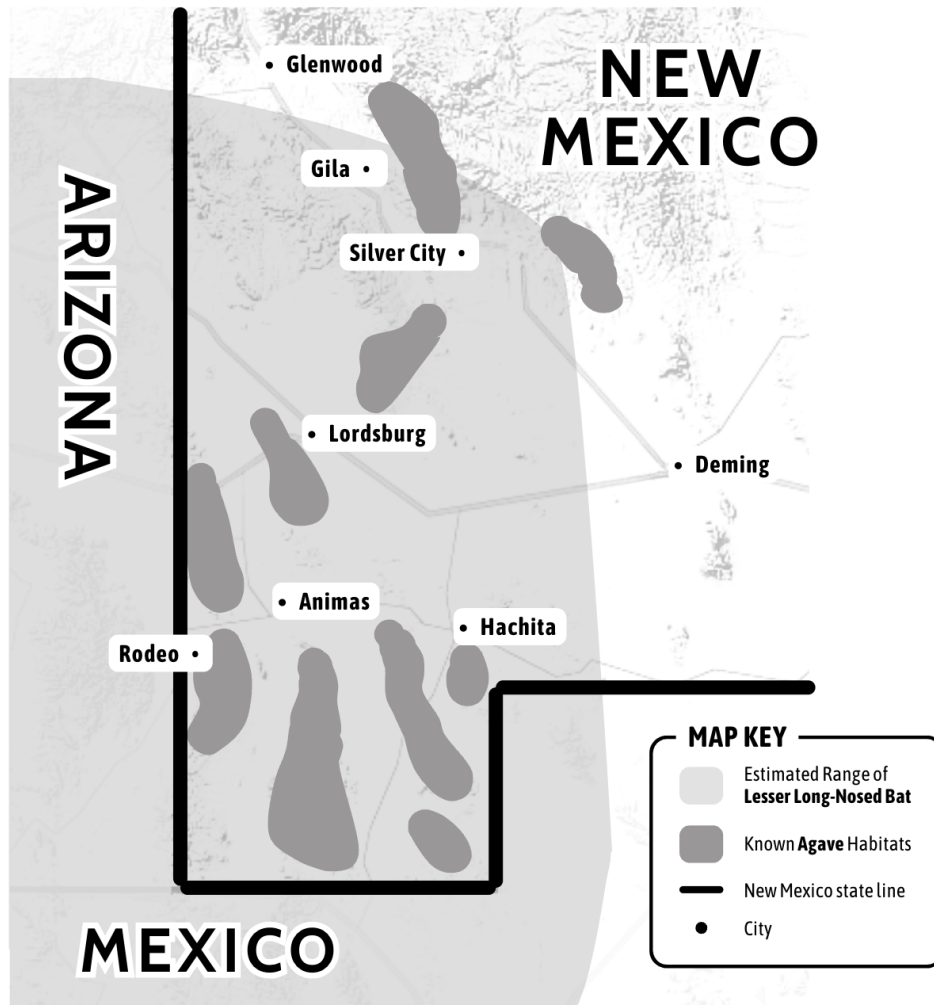 Glenwood
NEW
MEXICO
Gila
ARIZONA
Silver City
Lordsburg
Deming
Animas
Hachita
Rodeo
MAP KEY
Estimated Range of
Lesser Long-Nosed Bat
Known Agave Habitats
New Mexico state line
City
MEXICO